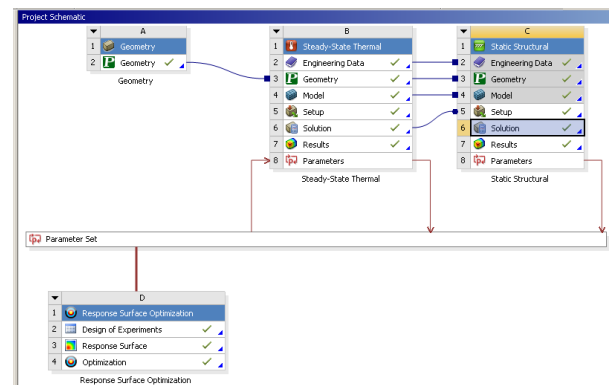 Project Schematic
A
1 Geometry
2 Geometry
Geometry
B
1 Steady-State Thermal
2 Engineering Data
3 Geometry
4 Model
5 Setup
6 Solution
7 Results
8 Parameters
Steady-State Thermal
C
1 Static Structural
2 Engineering Data
3 Geometry
4 Model
5 Setup
6 Solution
7 Results
8 Parameters
Static Structural
Parameter Set
D
1 Response Surface Optimization
2 Design of Experiments
3 Response Surface
4 Optimization
Response Surface Optimization